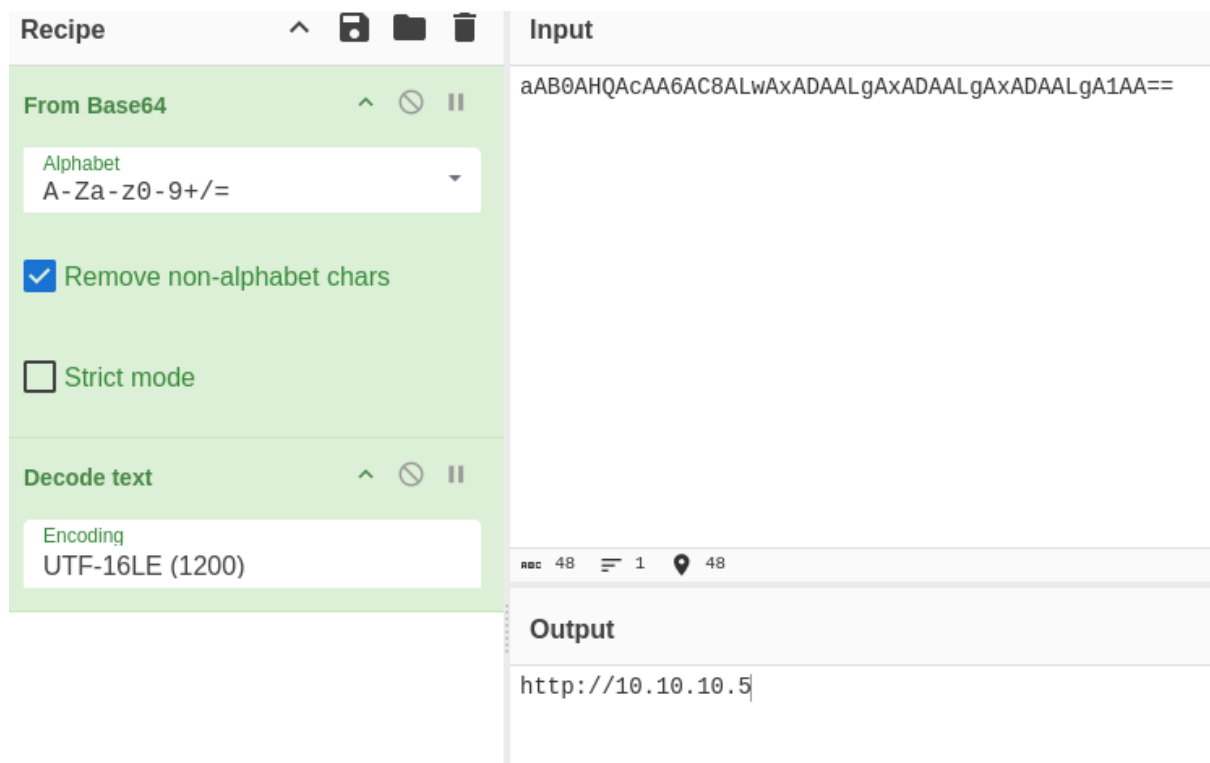 Recipe
From Base64
Alphabet
A-Za-z0-9+/=
Remove non-alphabet chars
Strict mode
Decode text
Encoding
UTF-16LE (1200)
Input
aAB0AHQAcAA6AC8ALwAxADAALgAxADAALgAxADAALgA1AA==
ABC 48 1 48
Output
http://10.10.10.5